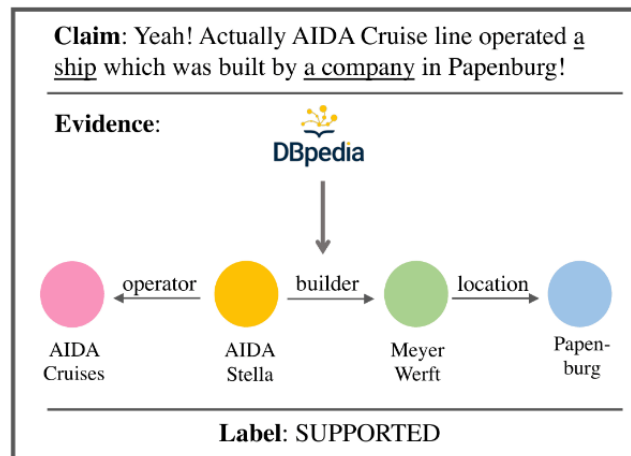 Claim: Yeah! Actually AIDA Cruise line operated a
ship which was built by a company in Papenburg!
Evidence:
DBpedia
operator
builder
location
AIDA
Cruises
AIDA
Stella
Meyer
Werft
Papen-
burg
Label: SUPPORTED